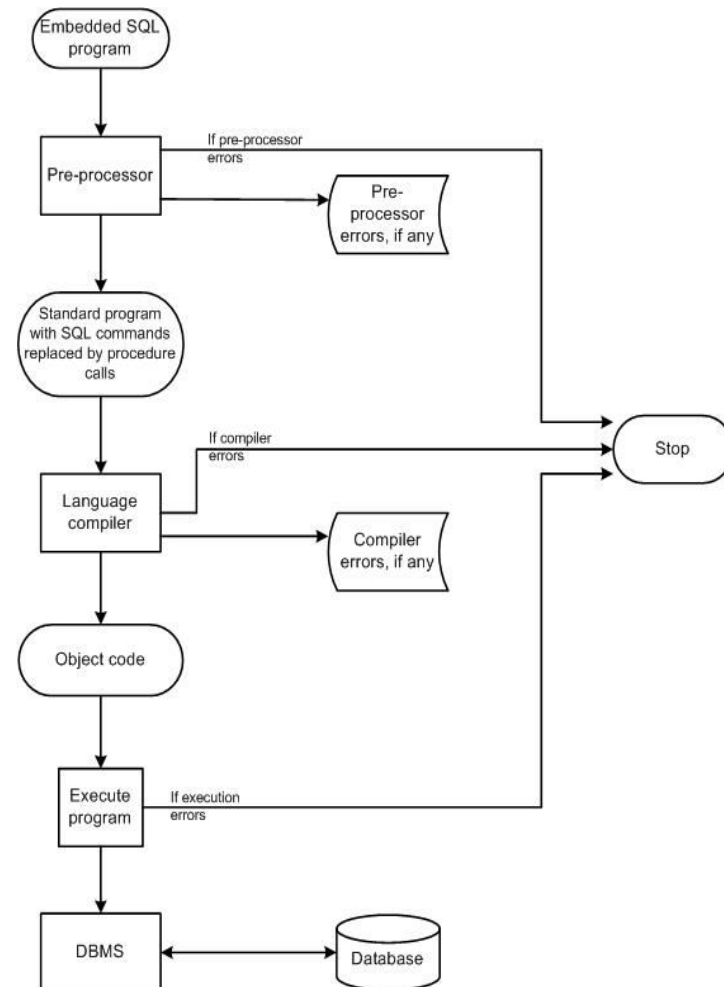 Embedded SQL
program
If pre-processor
errors
Pre-processor
Pre-
processor
errors, if any
Standard program
with SQL commands
replaced by procedure
calls
If compiler
errors
Stop
Language
compiler
Compiler
errors, if any
Object code
Execute
program
If execution
errors
DBMS
Database